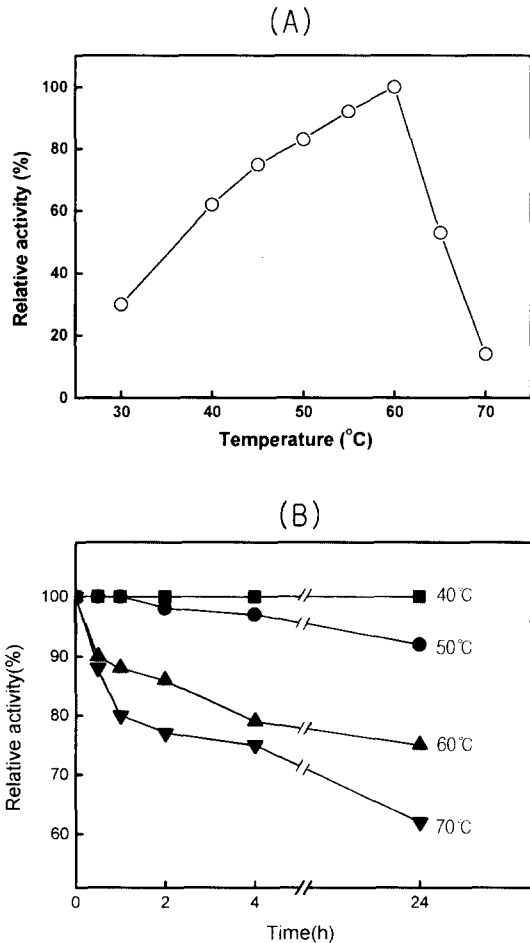 (A)
Relative activity (%)
100
80
60
40
20
0
30 40 50 60 70
Temperature (°C)
(B)
Relative activity(%)
100
90
80
70
60
40℃
50℃
60℃
70℃
0 2 4 24
Time(h)